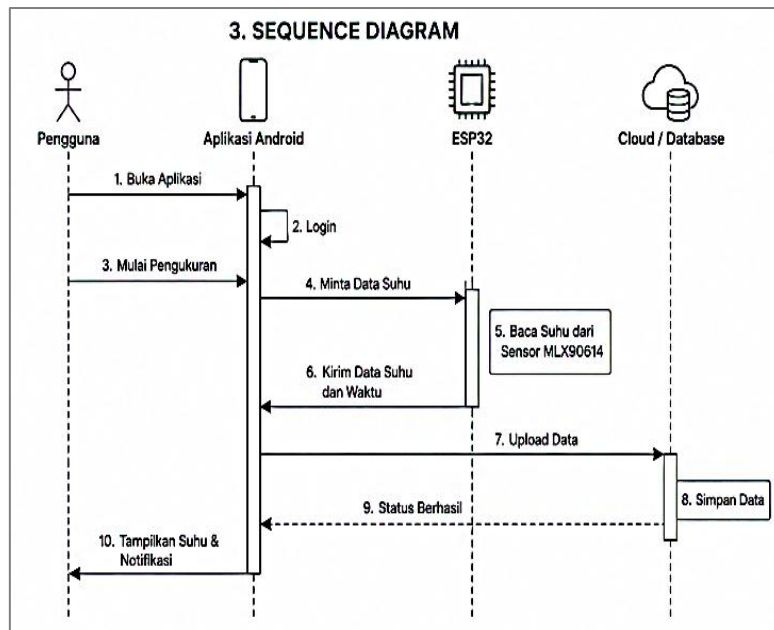 3. SEQUENCE DIAGRAM
Pengguna
Aplikasi Android
ESP32
Cloud / Database
1. Buka Aplikasi
2. Login
3. Mulai Pengukuran
4. Minta Data Suhu
5. Baca Suhu dari
Sensor MLX90614
6. Kirim Data Suhu
dan Waktu
7. Upload Data
8. Simpan Data
9. Status Berhasil
10. Tampilkan Suhu &
Notifikasi